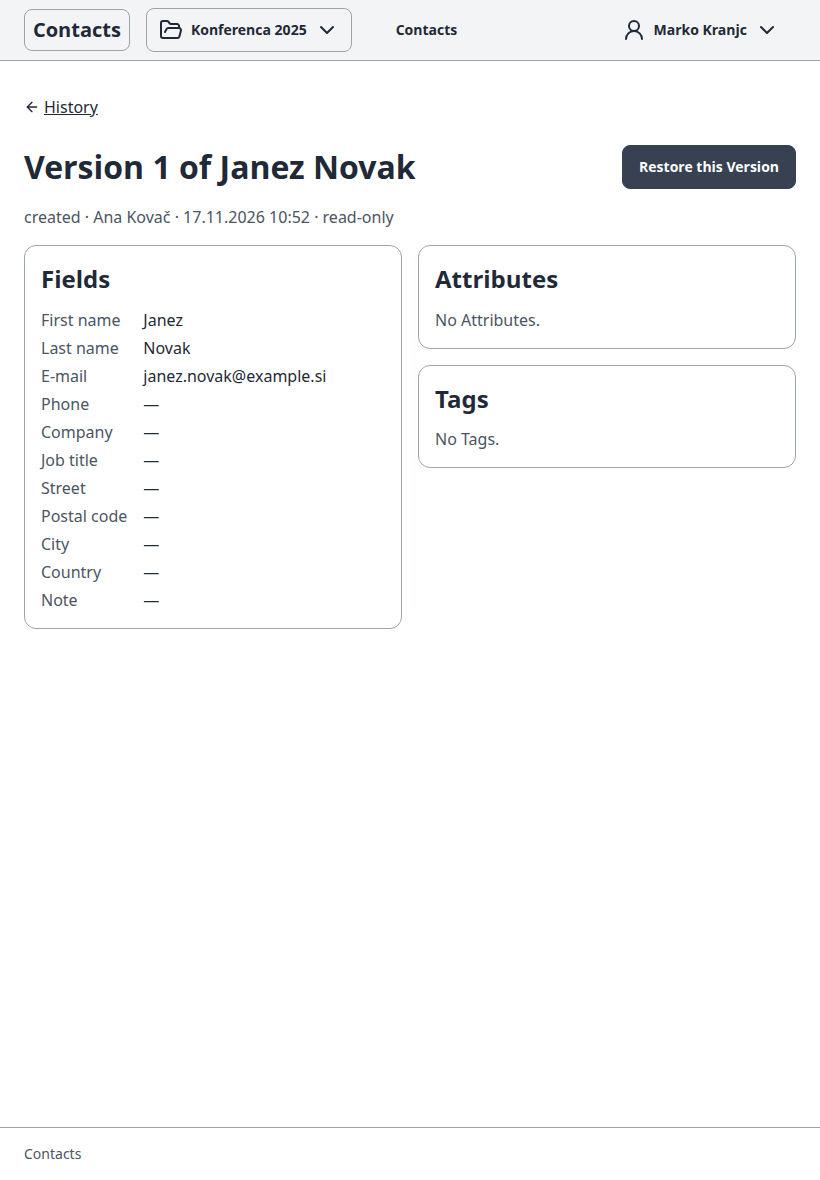 Contacts
Konferenca 2025
Contacts
Marko Kranjc
← History
Version 1 of Janez Novak
Restore this Version
created · Ana Kovač · 17.11.2026 10:52 · read-only
Fields
First name Janez
Last name Novak
E-mail janez.novak@example.si
Phone —
Company —
Job title —
Street —
Postal code —
City —
Country —
Note —
Attributes
No Attributes.
Tags
No Tags.
Contacts